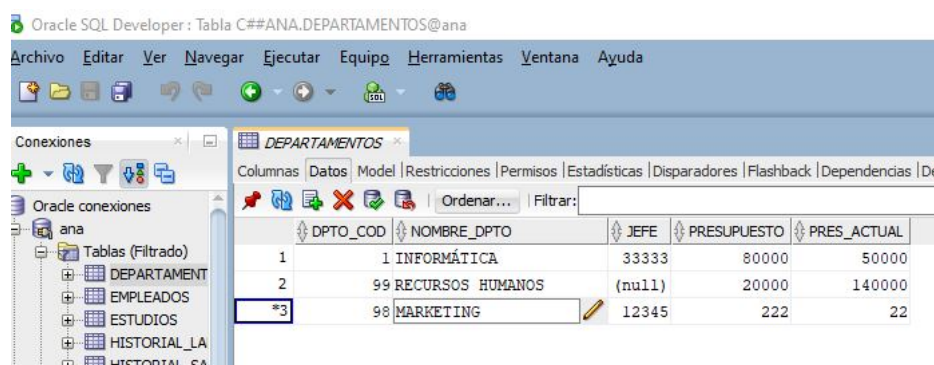 Oracle SQL Developer : Tabla C##ANA.DEPARTAMENTOS@ana
Archivo Editar Ver Navegar Ejecutar Equipo Herramientas Ventana Ayuda
SQL
Conexiones
DEPARTAMENTOS
Columnas Datos Model Restricciones Permisos Estadísticas Disparadores Flashback Dependencias De
Ordenar... Filtrar:
Oracle conexiones
ana
Tablas (Filtrado)
DEPARTAMENT
EMPLEADOS
ESTUDIOS
HISTORIAL_LA
HISTORIAL_SA
DPTO_COD NOMBRE_DPTO JEFE PRESUPUESTO PRES_ACTUAL
1 1 INFORMÁTICA 33333 80000 50000
2 99 RECURSOS HUMANOS (null) 20000 140000
*3 98 MARKETING 12345 222 22